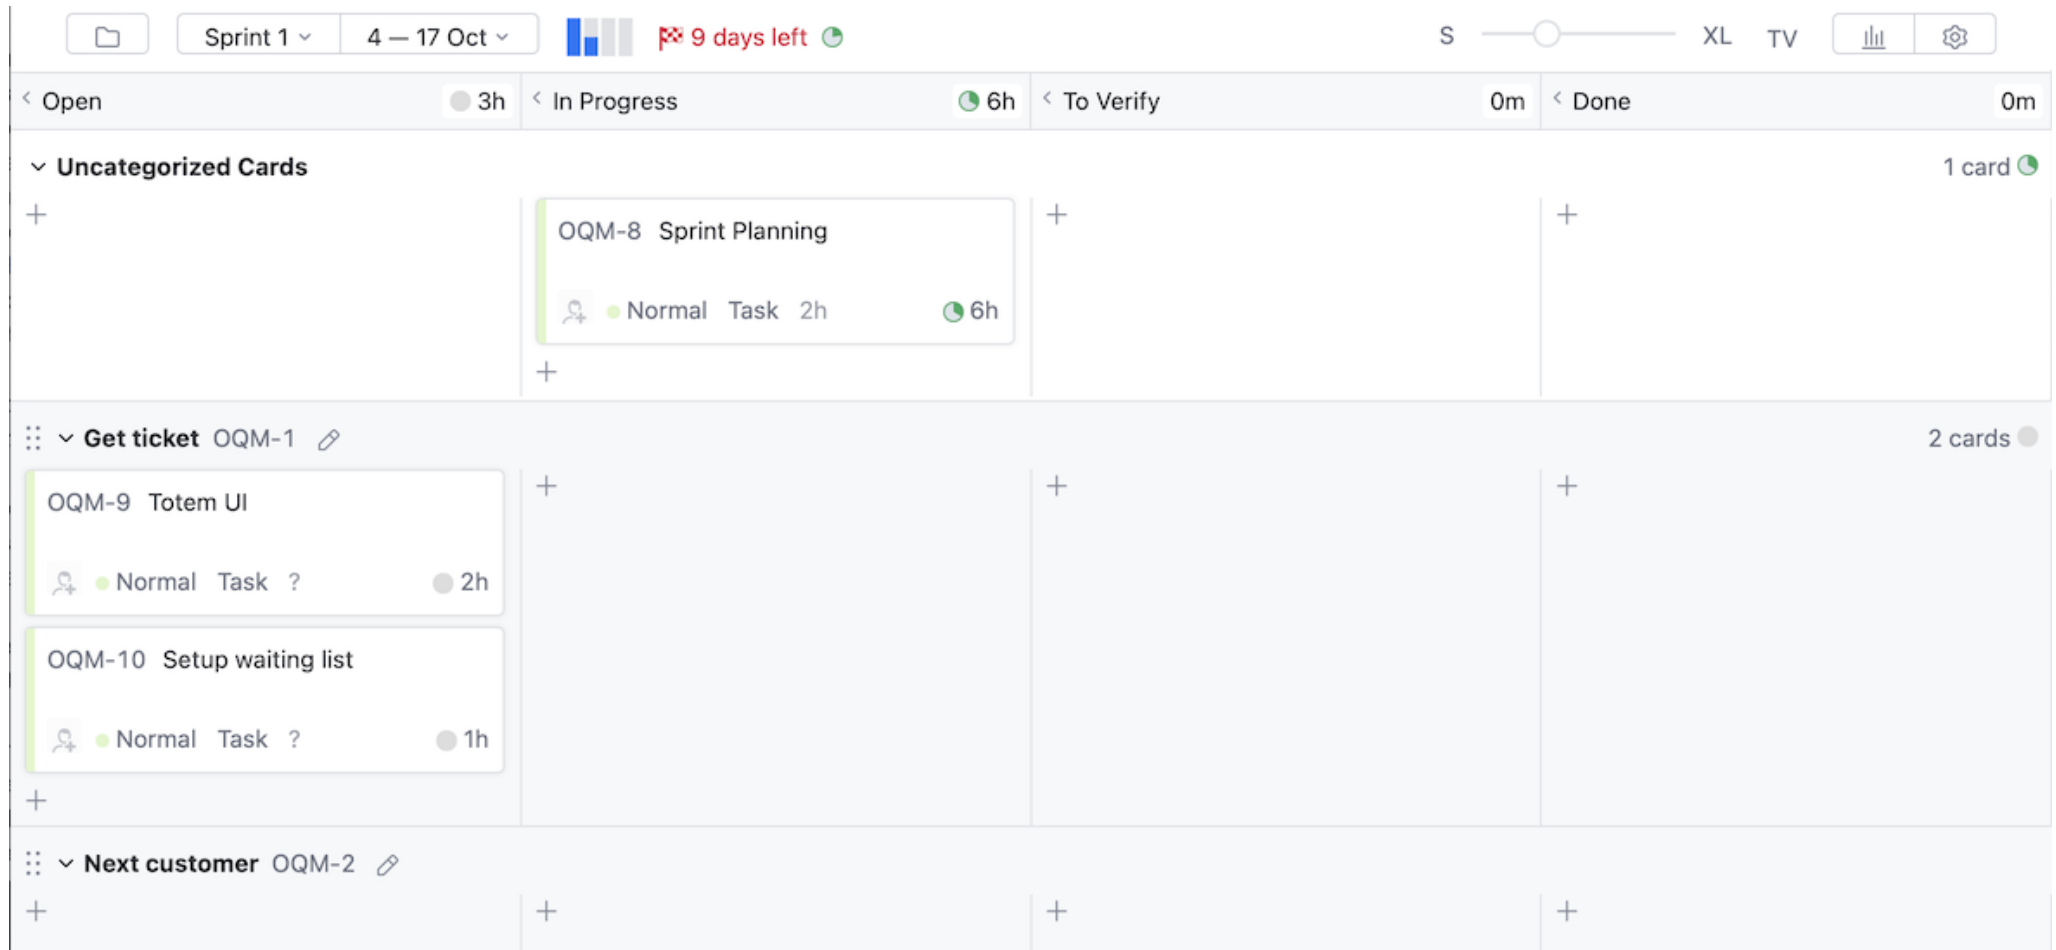 Sprint 1 4 — 17 Oct 9 days left S XL TV
Open 3h In Progress 6h To Verify 0m Done 0m
Uncategorized Cards 1 card
OQM-8 Sprint Planning
Normal Task 2h 6h
Get ticket OQM-1 2 cards
OQM-9 Totem UI
Normal Task ? 2h
OQM-10 Setup waiting list
Normal Task ? 1h
Next customer OQM-2